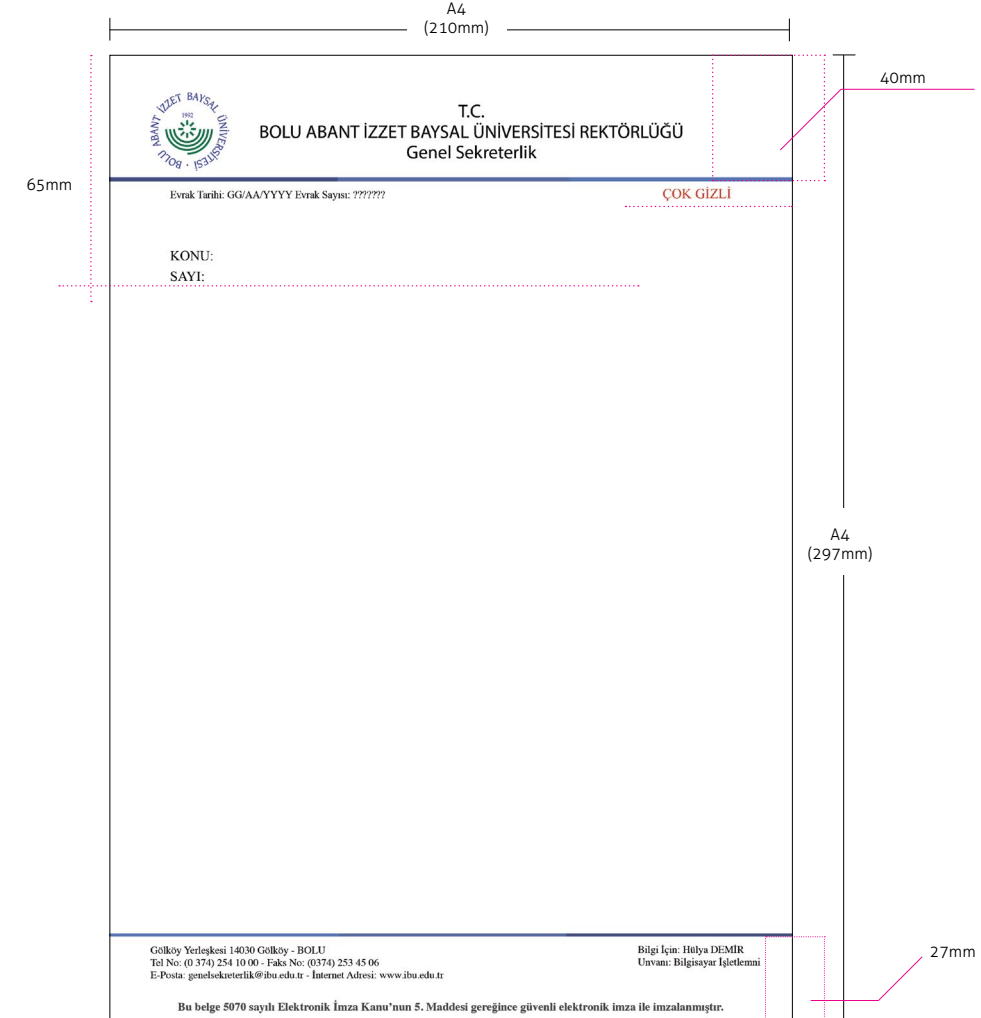 A4
(210mm)
40mm
BOLU ABANT İZZET BAYSAL ÜNİVERSİTESİ
1992
T.C.
BOLU ABANT İZZET BAYSAL ÜNİVERSİTESİ REKTÖRLÜĞÜ
Genel Sekreterlik
65mm
Evrak Tarihi: GG/AA/YYYY Evrak Sayısı: ???????
ÇOK GİZLİ
KONU:
SAYI:
A4
(297mm)
Gölköy Yerleşkesi 14030 Gölköy - BOLU
Tel No: (0 374) 254 10 00 - Faks No: (0374) 253 45 06
E-Posta: genelsekreterlik@ibu.edu.tr - İnternet Adresi: www.ibu.edu.tr
Bilgi İçin: Hülya DEMİR
Unvanı: Bilgisayar İşletlemni
27mm
Bu belge 5070 sayılı Elektronik İmza Kanu’nun 5. Maddesi gereğince güvenli elektronik imza ile imzalanmıştır.